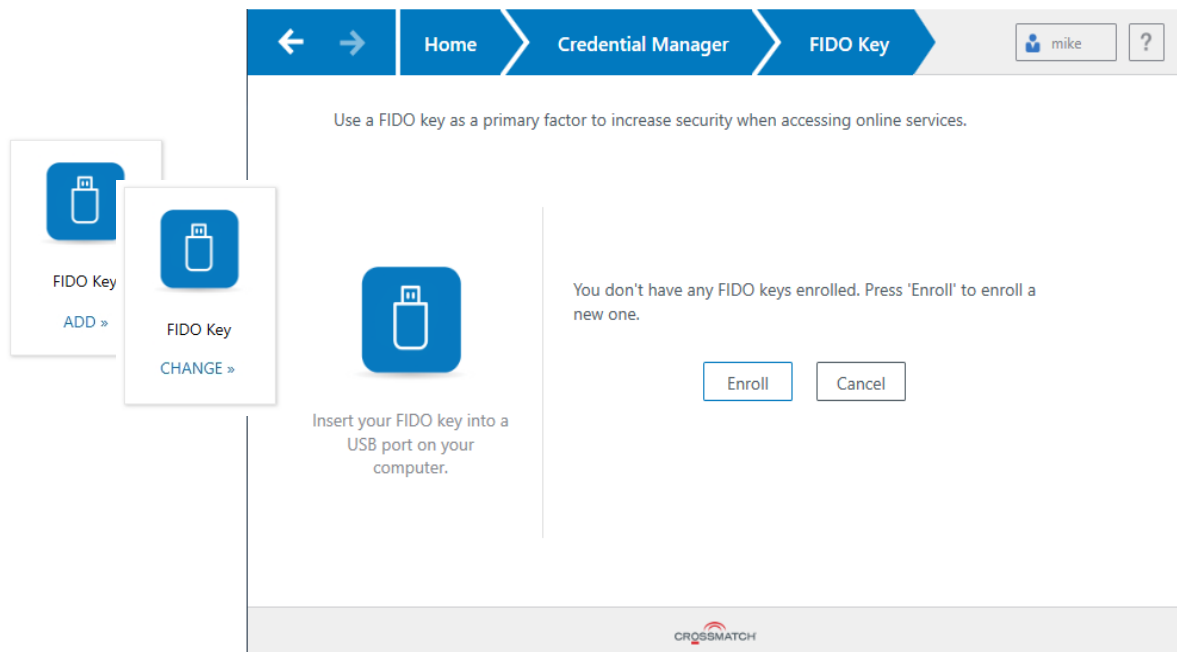 Home
Credential Manager
FIDO Key
mike
?
Use a FIDO key as a primary factor to increase security when accessing online services.
FIDO Key
ADD »
FIDO Key
CHANGE »
Insert your FIDO key into a
USB port on your
computer.
You don't have any FIDO keys enrolled. Press 'Enroll' to enroll a
new one.
Enroll
Cancel
CROSSMATCH